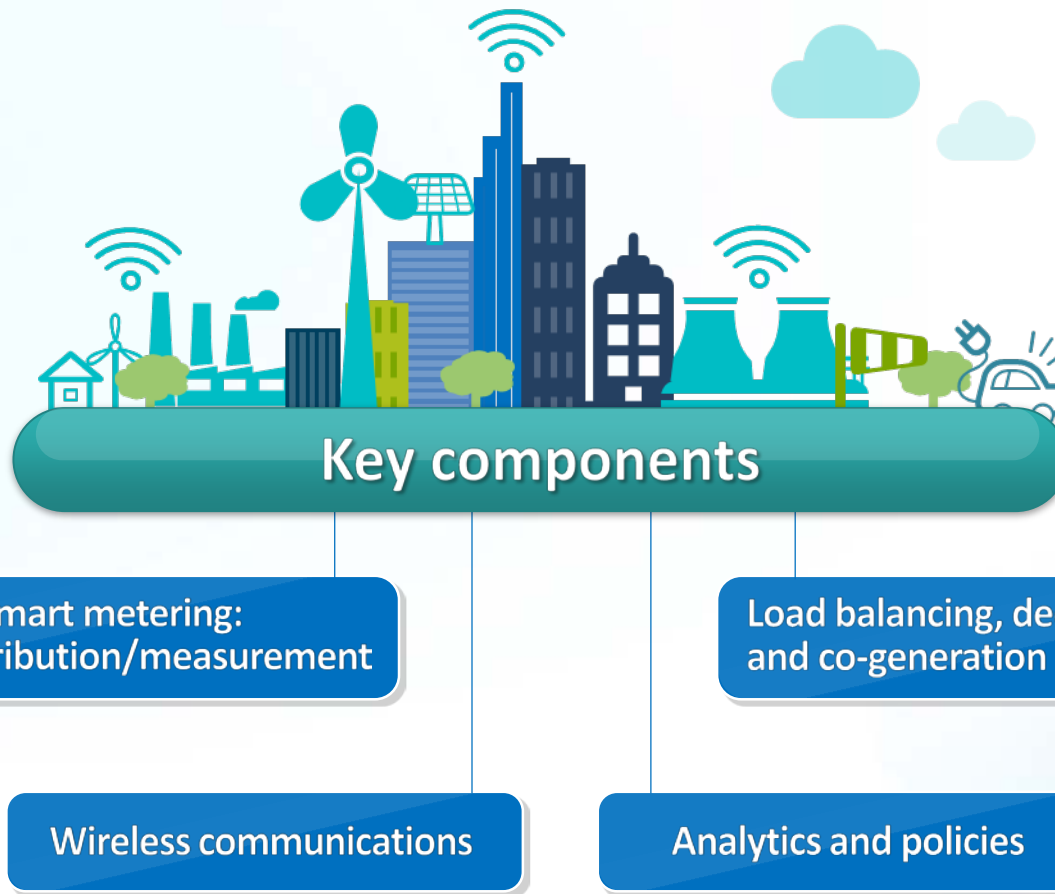 Key components
mart metering:
ribution/measurement
Load balancing, de
and co-generation
Wireless communications
Analytics and policies